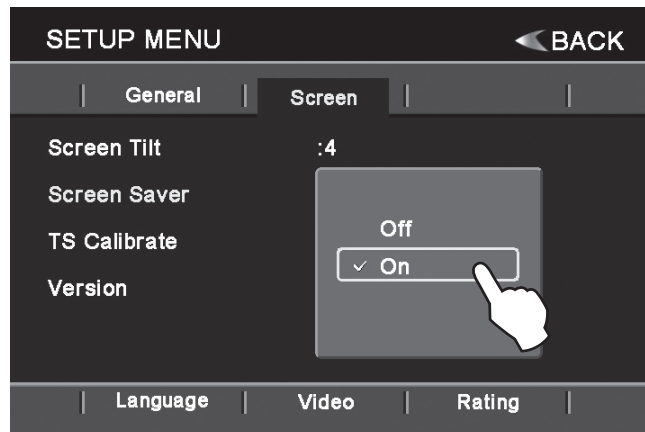 SETUP MENU BACK
General Screen
Screen Tilt :4
Screen Saver
Off
TS Calibrate
On
Version
Language Video Rating